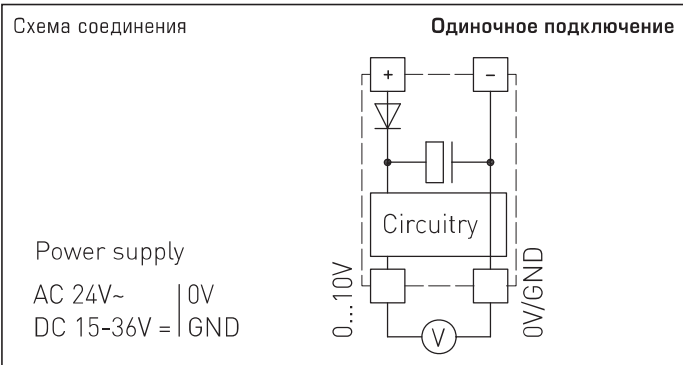 Схема соединения
Одиночное подключение
+
-
Circuitry
Power supply
AC 24V~ | 0V
DC 15-36V = | GND
0...10V
0V/GND
V